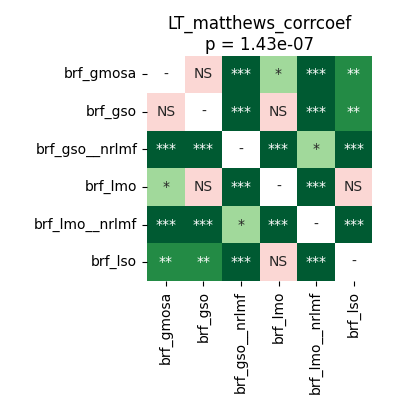 LT_matthews_corrcoef
p = 1.43e-07
brf_gmosa - NS *** * *** **
brf_gso NS - *** NS *** **
brf_gso__nrlmf *** *** - *** * ***
brf_lmo * NS *** - *** NS
brf_lmo__nrlmf *** *** * *** - ***
brf_lso ** ** *** NS *** -
brf_gmosa
brf_gso
brf_gso__nrlmf
brf_lmo
brf_lmo__nrlmf
brf_lso